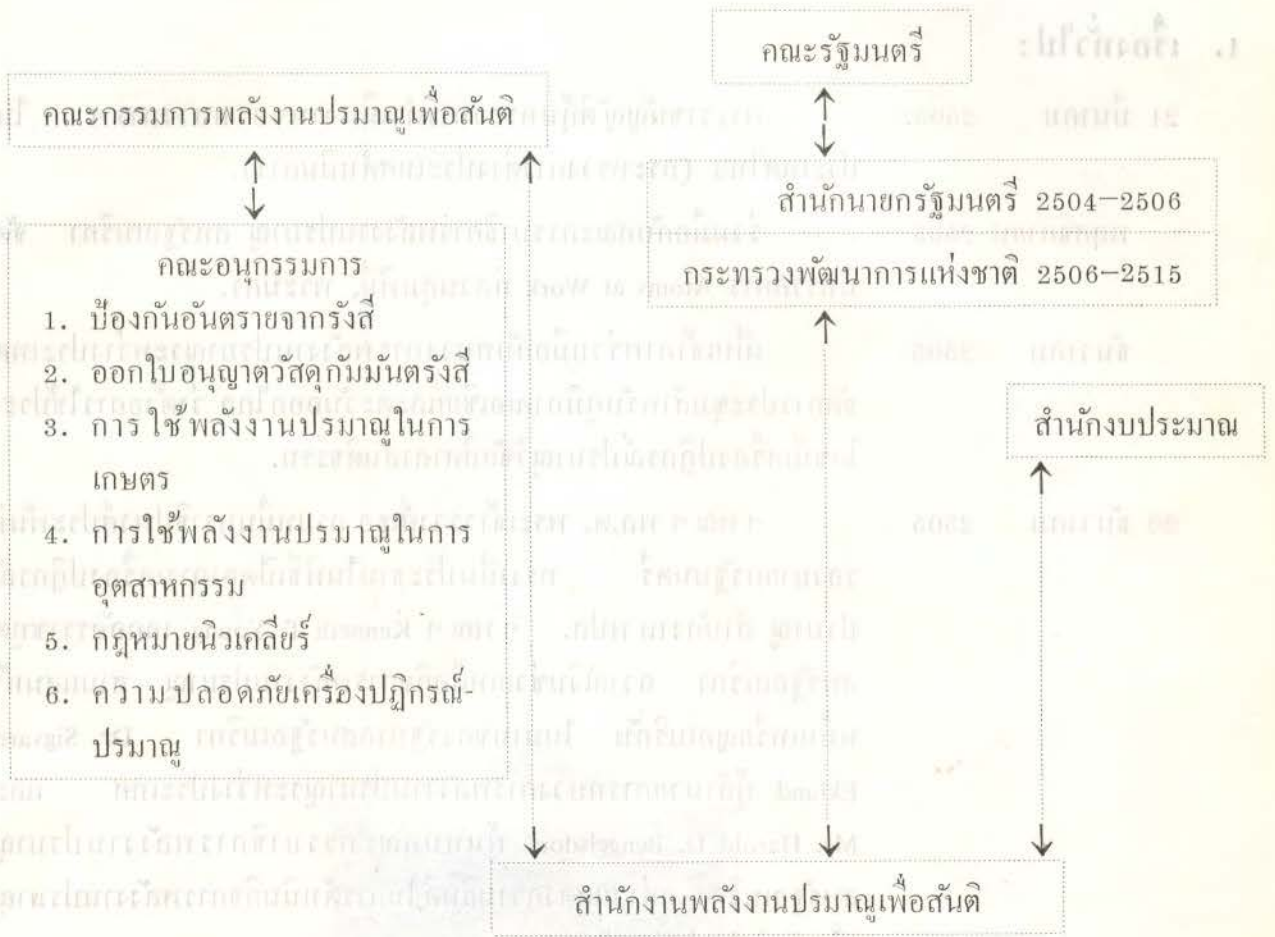 คณะรัฐมนตรี
คณะกรรมการพลังงานปรมาณูเพื่อสันติ
สำนักนายกรัฐมนตรี 2504—2506
กระทรวงพัฒนาการแห่งชาติ 2506—2515
คณะอนุกรรมการ
1. ป้องกันอันตรายจากรังสี
2. ออกใบอนุญาตวัสดุกัมมันตรังสี
3. การใช้พลังงานปรมาณูในการ
เกษตร
4. การใช้พลังงานปรมาณูในการ
อุตสาหกรรม
5. กฎหมายนิวเคลียร์
6. ความปลอดภัยเครื่องปฏิกรณ์-
ปรมาณู
สำนักงบประมาณ
สำนักงานพลังงานปรมาณูเพื่อสันติ